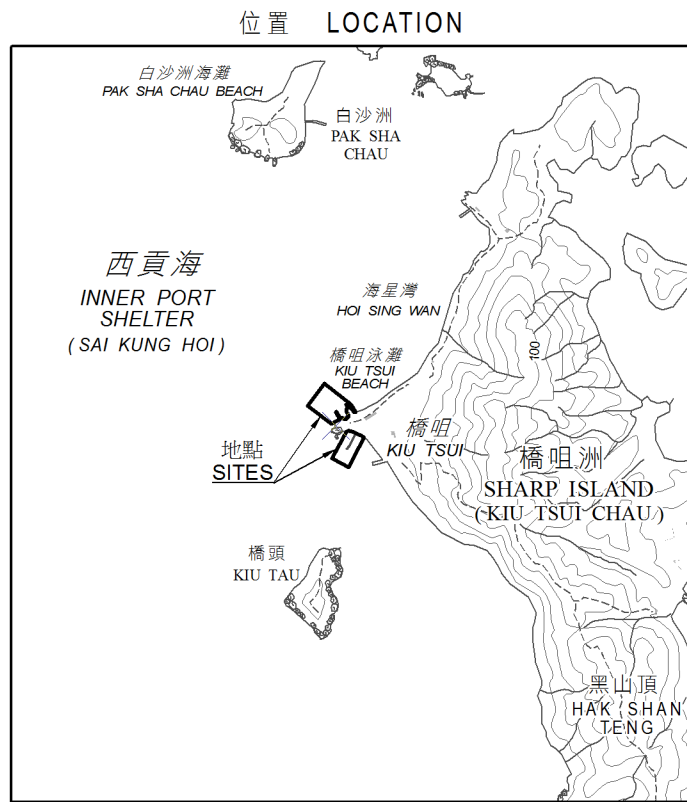 位置 LOCATION
白沙洲海灘
PAK SHA CHAU BEACH
白沙洲
PAK SHA
CHAU
西貢海
INNER PORT
SHELTER
(SAI KUNG HOI)
海星灣
HOI SING WAN
橋咀泳灘
KIU TSUI
BEACH
100
橋咀
KIU TSUI
地點
SITES
橋咀洲
SHARP ISLAND
(KIU TSUI CHAU)
橋頭
KIU TAU
黑山頂
HAK SHAN
TENG